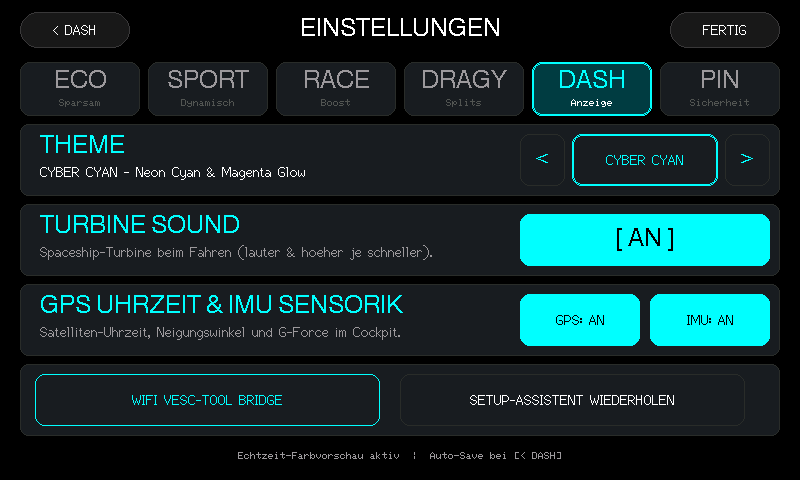 < DASH
EINSTELLUNGEN
FERTIG
ECO
Sparsam
SPORT
Dynamisch
RACE
Boost
DRAGY
Splits
DASH
Anzeige
PIN
Sicherheit
THEME
CYBER CYAN - Neon Cyan & Magenta Glow
<
CYBER CYAN
>
TURBINE SOUND
Spaceship-Turbine beim Fahren (lauter & hoeher je schneller).
[ AN ]
GPS UHRZEIT & IMU SENSORIK
Satelliten-Uhrzeit, Neigungswinkel und G-Force im Cockpit.
GPS: AN
IMU: AN
WIFI VESC-TOOL BRIDGE
SETUP-ASSISTENT WIEDERHOLEN
Echtzeit-Farbvorschau aktiv ¦ Auto-Save bei [< DASH]